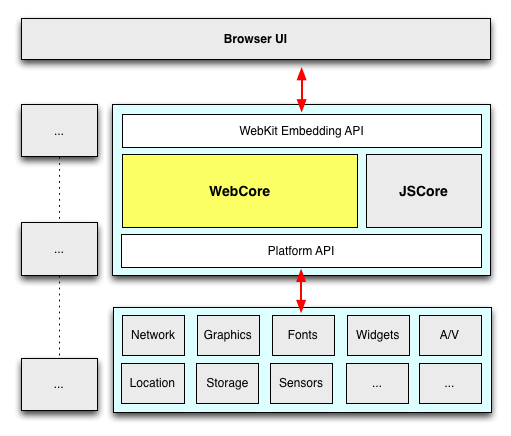 Browser UI
...
WebKit Embedding API
WebCore
JSCore
...
Platform API
Network
Graphics
Fonts
Widgets
A/V
...
Location
Storage
Sensors
...
...